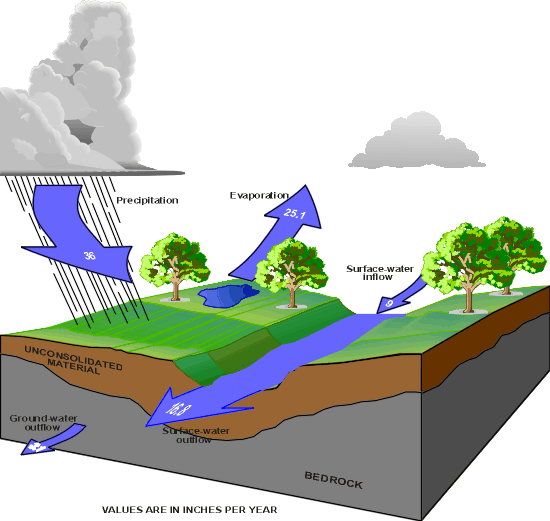 Precipitation
Evaporation
25.1
36
Surface-water
inflow
UNCONSOLIDATED
MATERIAL
16.8
Ground-water
outflow
Surface-water
outflow
BEDROCK
VALUES ARE IN INCHES PER YEAR